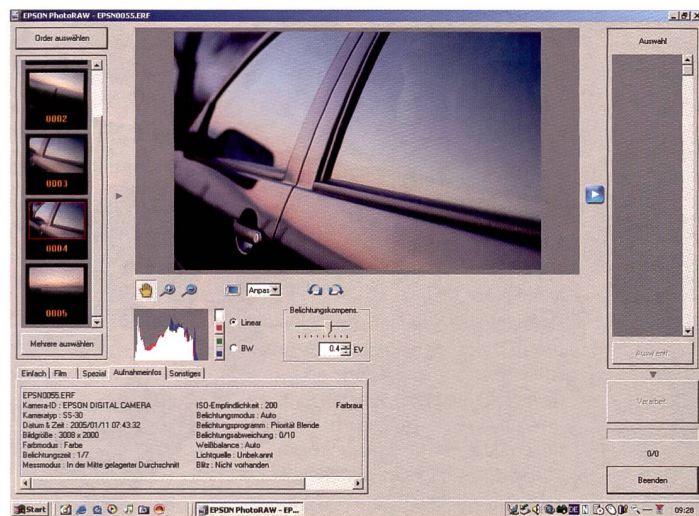 EPSON PhotoRAW - EPSN0055.ERF
Order auswählen
0002
0003
0004
0005
Mehrere auswählen
Auswahl
Anpas
Linear
BW
Belichtungskompens.
0.4 EV
Einfach Film Spezial Aufnahmeinfos Sonstiges
EPSN0055.ERF
Kamera-ID : EPSON DIGITAL CAMERA
Kameratyp : SS-30
Datum & Zeit : 2005/01/11 07:43:32
Bildgröße : 3008 x 2000
Farbmodus : Farbe
Belichtungszeit : 1/7
Messmodus : In der Mitte gelagerter Durchschnitt
ISO-Empfindlichkeit : 200
Belichtungsmodus : Auto
Belichtungsprogramm : Priorität Blende
Belichtungsabweichung : 0/10
Weißbalance : Auto
Lichtquelle : Unbekannt
Blitz : Nicht vorhanden
Farbrau
0/0
Beenden
Start
EPSON PhotoRAW - EP...
DE
09:28